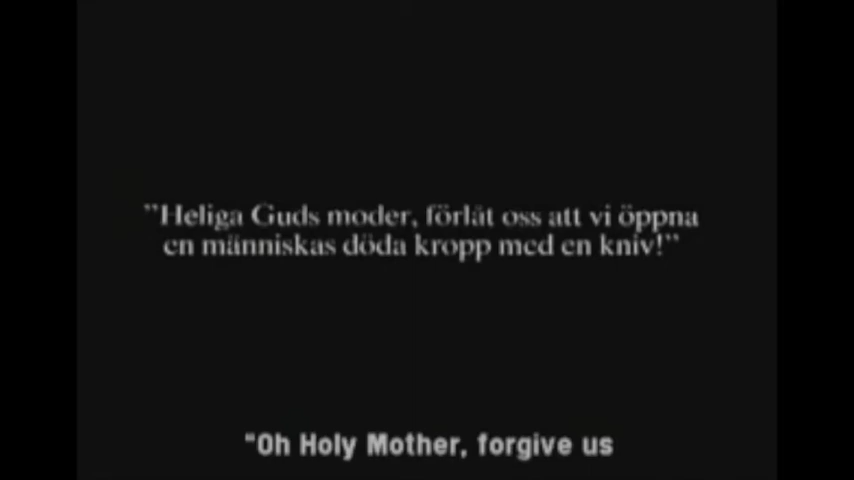 ”Heliga Guds moder, förlåt oss att vi öppna
en människas döda kropp med en kniv!”
"Oh Holy Mother, forgive us